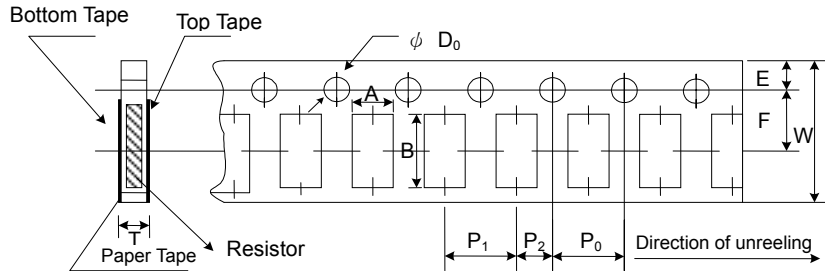 Bottom Tape
Top Tape
ϕ D₀
A
B
E
F
W
T
Paper Tape
Resistor
P₁
P₂
P₀
Direction of unreeling